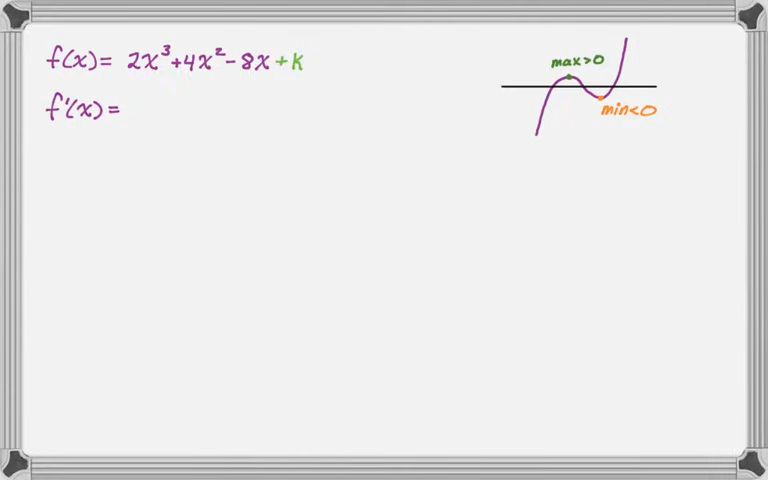 f(x) = 2x³+4x²-8x+k
max>0
f'(x) =
min<0